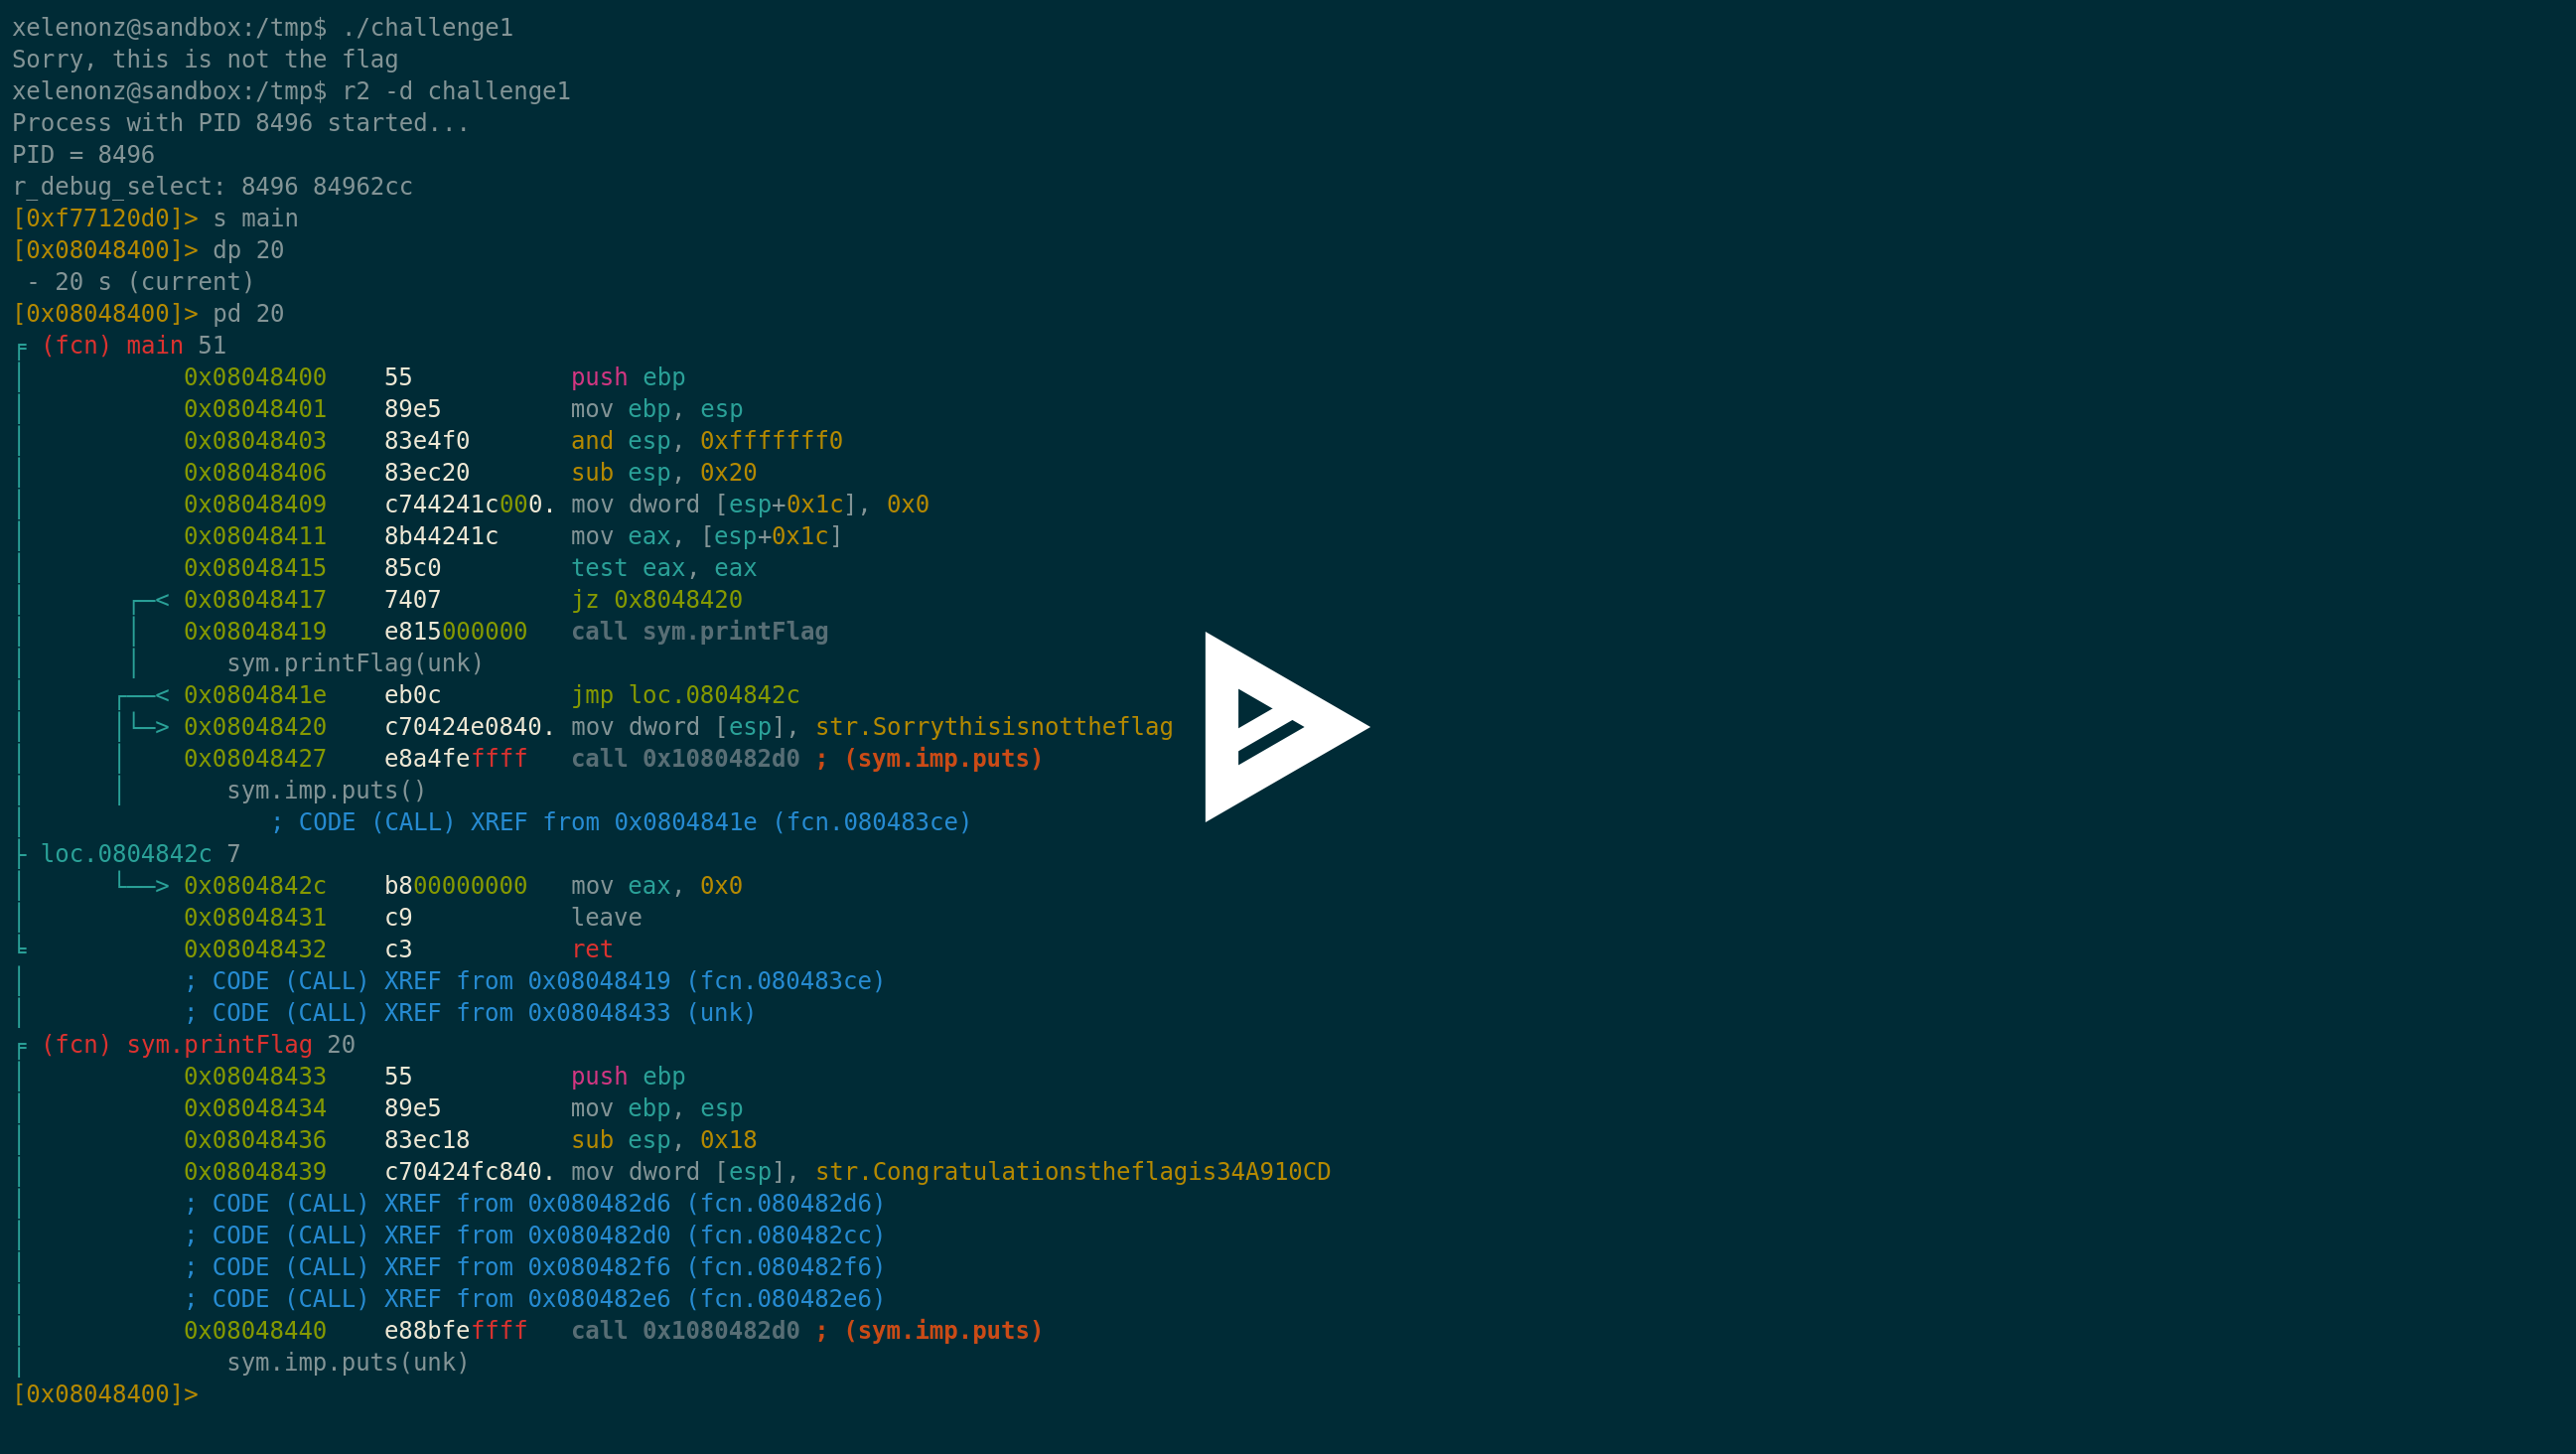 xelenonz@sandbox:/tmp$ ./challenge1
Sorry, this is not the flag
xelenonz@sandbox:/tmp$ r2 -d challenge1
Process with PID 8496 started...
PID = 8496
r_debug_select: 8496 84962cc
[0xf77120d0]> s main
[0x08048400]> dp 20
 - 20 s (current)
[0x08048400]> pd 20
(fcn) main 51
0x08048400    55           push ebp
0x08048401    89e5         mov ebp, esp
0x08048403    83e4f0       and esp, 0xfffffff0
0x08048406    83ec20       sub esp, 0x20
0x08048409    c744241c000. mov dword [esp+0x1c], 0x0
0x08048411    8b44241c     mov eax, [esp+0x1c]
0x08048415    85c0         test eax, eax
< 0x08048417    7407         jz 0x8048420
0x08048419    e815000000   call sym.printFlag
sym.printFlag(unk)
< 0x0804841e    eb0c         jmp loc.0804842c
> 0x08048420    c70424e0840. mov dword [esp], str.Sorrythisisnottheflag
0x08048427    e8a4feffff   call 0x1080482d0 ; (sym.imp.puts)
sym.imp.puts()
; CODE (CALL) XREF from 0x0804841e (fcn.080483ce)
loc.0804842c 7
> 0x0804842c    b800000000   mov eax, 0x0
0x08048431    c9           leave
0x08048432    c3           ret
; CODE (CALL) XREF from 0x08048419 (fcn.080483ce)
; CODE (CALL) XREF from 0x08048433 (unk)
(fcn) sym.printFlag 20
0x08048433    55           push ebp
0x08048434    89e5         mov ebp, esp
0x08048436    83ec18       sub esp, 0x18
0x08048439    c70424fc840. mov dword [esp], str.Congratulationstheflagis34A910CD
; CODE (CALL) XREF from 0x080482d6 (fcn.080482d6)
; CODE (CALL) XREF from 0x080482d0 (fcn.080482cc)
; CODE (CALL) XREF from 0x080482f6 (fcn.080482f6)
; CODE (CALL) XREF from 0x080482e6 (fcn.080482e6)
0x08048440    e88bfeffff   call 0x1080482d0 ; (sym.imp.puts)
sym.imp.puts(unk)
[0x08048400]>